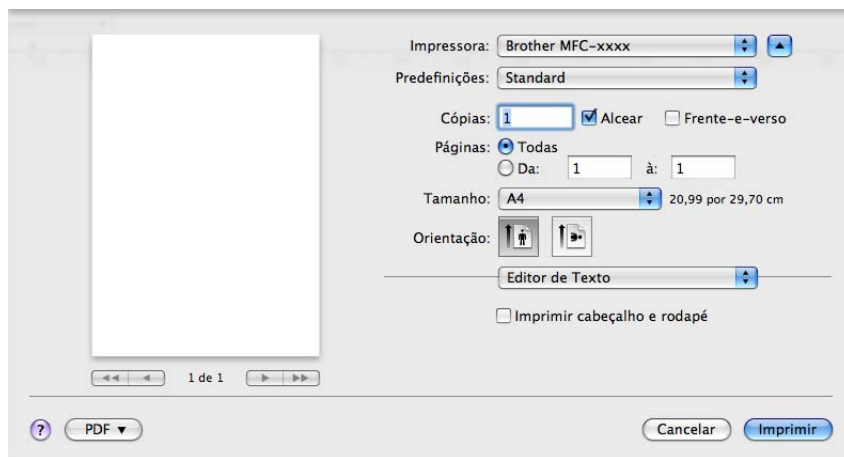 Impressora: Brother MFC-xxxx
Predefinições: Standard
Cópias: 1 Alcear Frente-e-verso
Páginas: Todas
Da: 1 à: 1
Tamanho: A4 20,99 por 29,70 cm
Orientação:
Editor de Texto
Imprimir cabeçalho e rodapé
1 de 1
? PDF Cancelar Imprimir